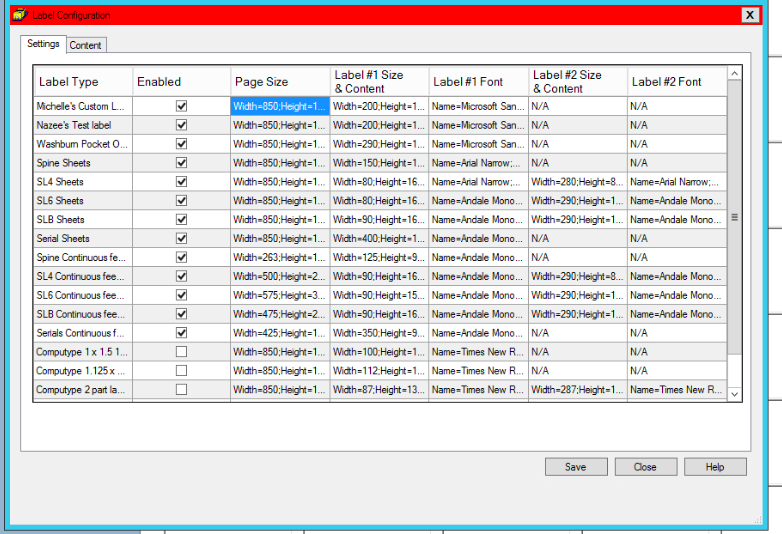 Label Configuration
X
Settings Content
Label Type Enabled Page Size Label #1 Size & Content Label #1 Font Label #2 Size & Content Label #2 Font
Michelle's Custom L... Width=850;Height=1... Width=200;Height=1... Name=Microsoft San... N/A N/A
Nazee's Test label Width=850;Height=1... Width=200;Height=1... Name=Microsoft San... N/A N/A
Washburn Pocket O... Width=850;Height=1... Width=290;Height=1... Name=Microsoft San... N/A N/A
Spine Sheets Width=850;Height=1... Width=150;Height=1... Name=Arial Narrow;... N/A N/A
SL4 Sheets Width=850;Height=1... Width=80;Height=16... Name=Arial Narrow;... Width=280;Height=8... Name=Arial Narrow;...
SL6 Sheets Width=850;Height=1... Width=80;Height=16... Name=Andale Mono... Width=290;Height=1... Name=Andale Mono...
SLB Sheets Width=850;Height=1... Width=90;Height=16... Name=Andale Mono... Width=290;Height=1... Name=Andale Mono...
Serial Sheets Width=850;Height=1... Width=400;Height=1... Name=Andale Mono... N/A N/A
Spine Continuous fee... Width=263;Height=1... Width=125;Height=9... Name=Andale Mono... N/A N/A
SL4 Continuous fee... Width=500;Height=2... Width=90;Height=16... Name=Andale Mono... Width=290;Height=8... Name=Andale Mono...
SL6 Continuous fee... Width=575;Height=3... Width=90;Height=15... Name=Andale Mono... Width=290;Height=1... Name=Andale Mono...
SLB Continuous fee... Width=475;Height=2... Width=90;Height=16... Name=Andale Mono... Width=290;Height=1... Name=Andale Mono...
Serials Continuous f... Width=425;Height=1... Width=350;Height=9... Name=Andale Mono... N/A N/A
Computype 1 x 1.5 1... Width=850;Height=1... Width=100;Height=1... Name=Times New R... N/A N/A
Computype 1.125 x ... Width=850;Height=1... Width=112;Height=1... Name=Times New R... N/A N/A
Computype 2 part la... Width=850;Height=1... Width=87;Height=13... Name=Times New R... Width=287;Height=1... Name=Times New R...
Save Close Help